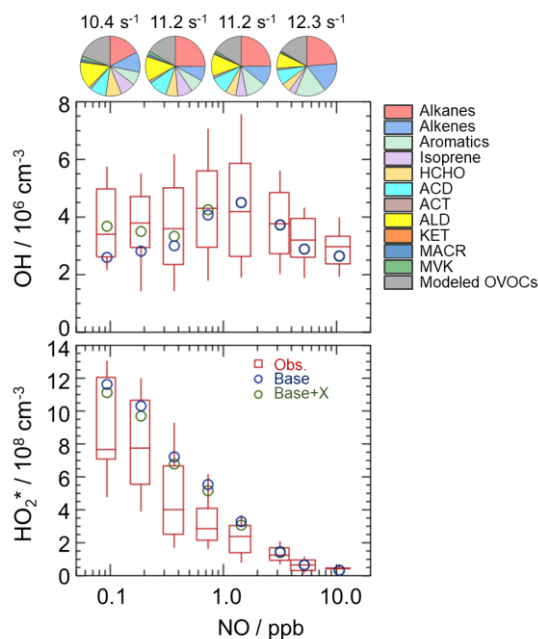 10.4 s⁻¹ 11.2 s⁻¹ 11.2 s⁻¹ 12.3 s⁻¹
Alkanes
Alkenes
Aromatics
Isoprene
HCHO
ACD
ACT
ALD
KET
MACR
MVK
Modeled OVOCs
OH / 10⁶ cm⁻³
8
6
4
2
0
HO₂* / 10⁸ cm⁻³
14
12
10
8
6
4
2
0
Obs.
Base
Base+X
0.1 1.0 10.0
NO / ppb